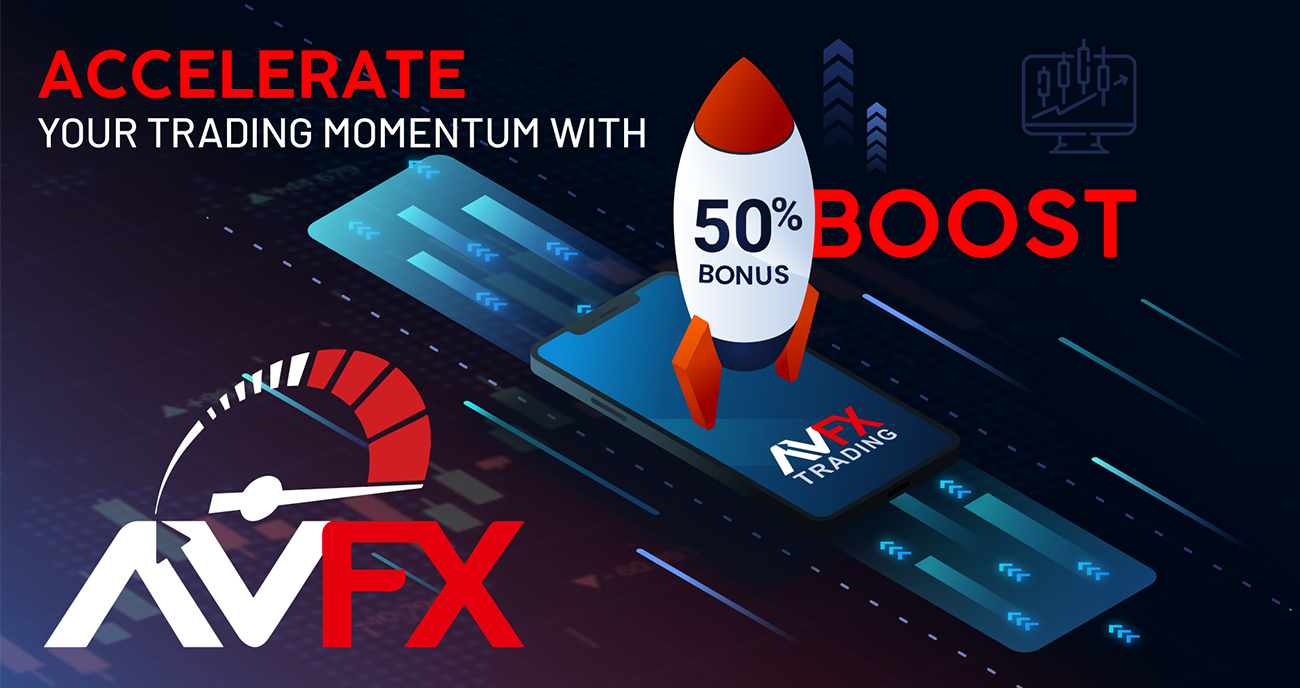 ACCELERATE
YOUR TRADING MOMENTUM WITH
50%
BONUS
BOOST
AVFX
TRADING
AVFX